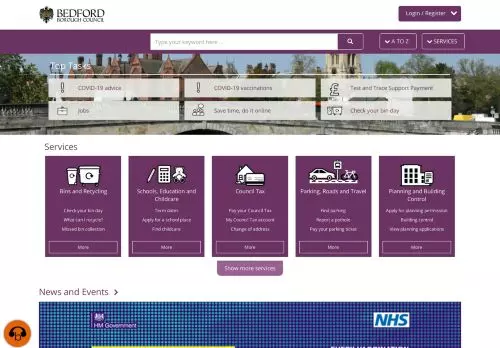 BEDFORD
BOROUGH COUNCIL
Login / Register
Type your keyword here ...
A TO Z
SERVICES
Top Tasks
COVID-19 advice
COVID-19 vaccinations
Test and Trace Support Payment
Jobs
Save time, do it online
Check your bin day
Services
Bins and Recycling
Check your bin day
What can I recycle?
Missed bin collection
More
Schools, Education and
Childcare
Term dates
Apply for a school place
Find childcare
More
Council Tax
Pay your Council Tax
My Council Tax account
Change of address
More
Parking, Roads and Travel
Find parking
Report a pothole
Pay your parking ticket
More
Planning and Building
Control
Apply for planning permission
Building control
View planning applications
More
Show more services
News and Events
HM Government
NHS